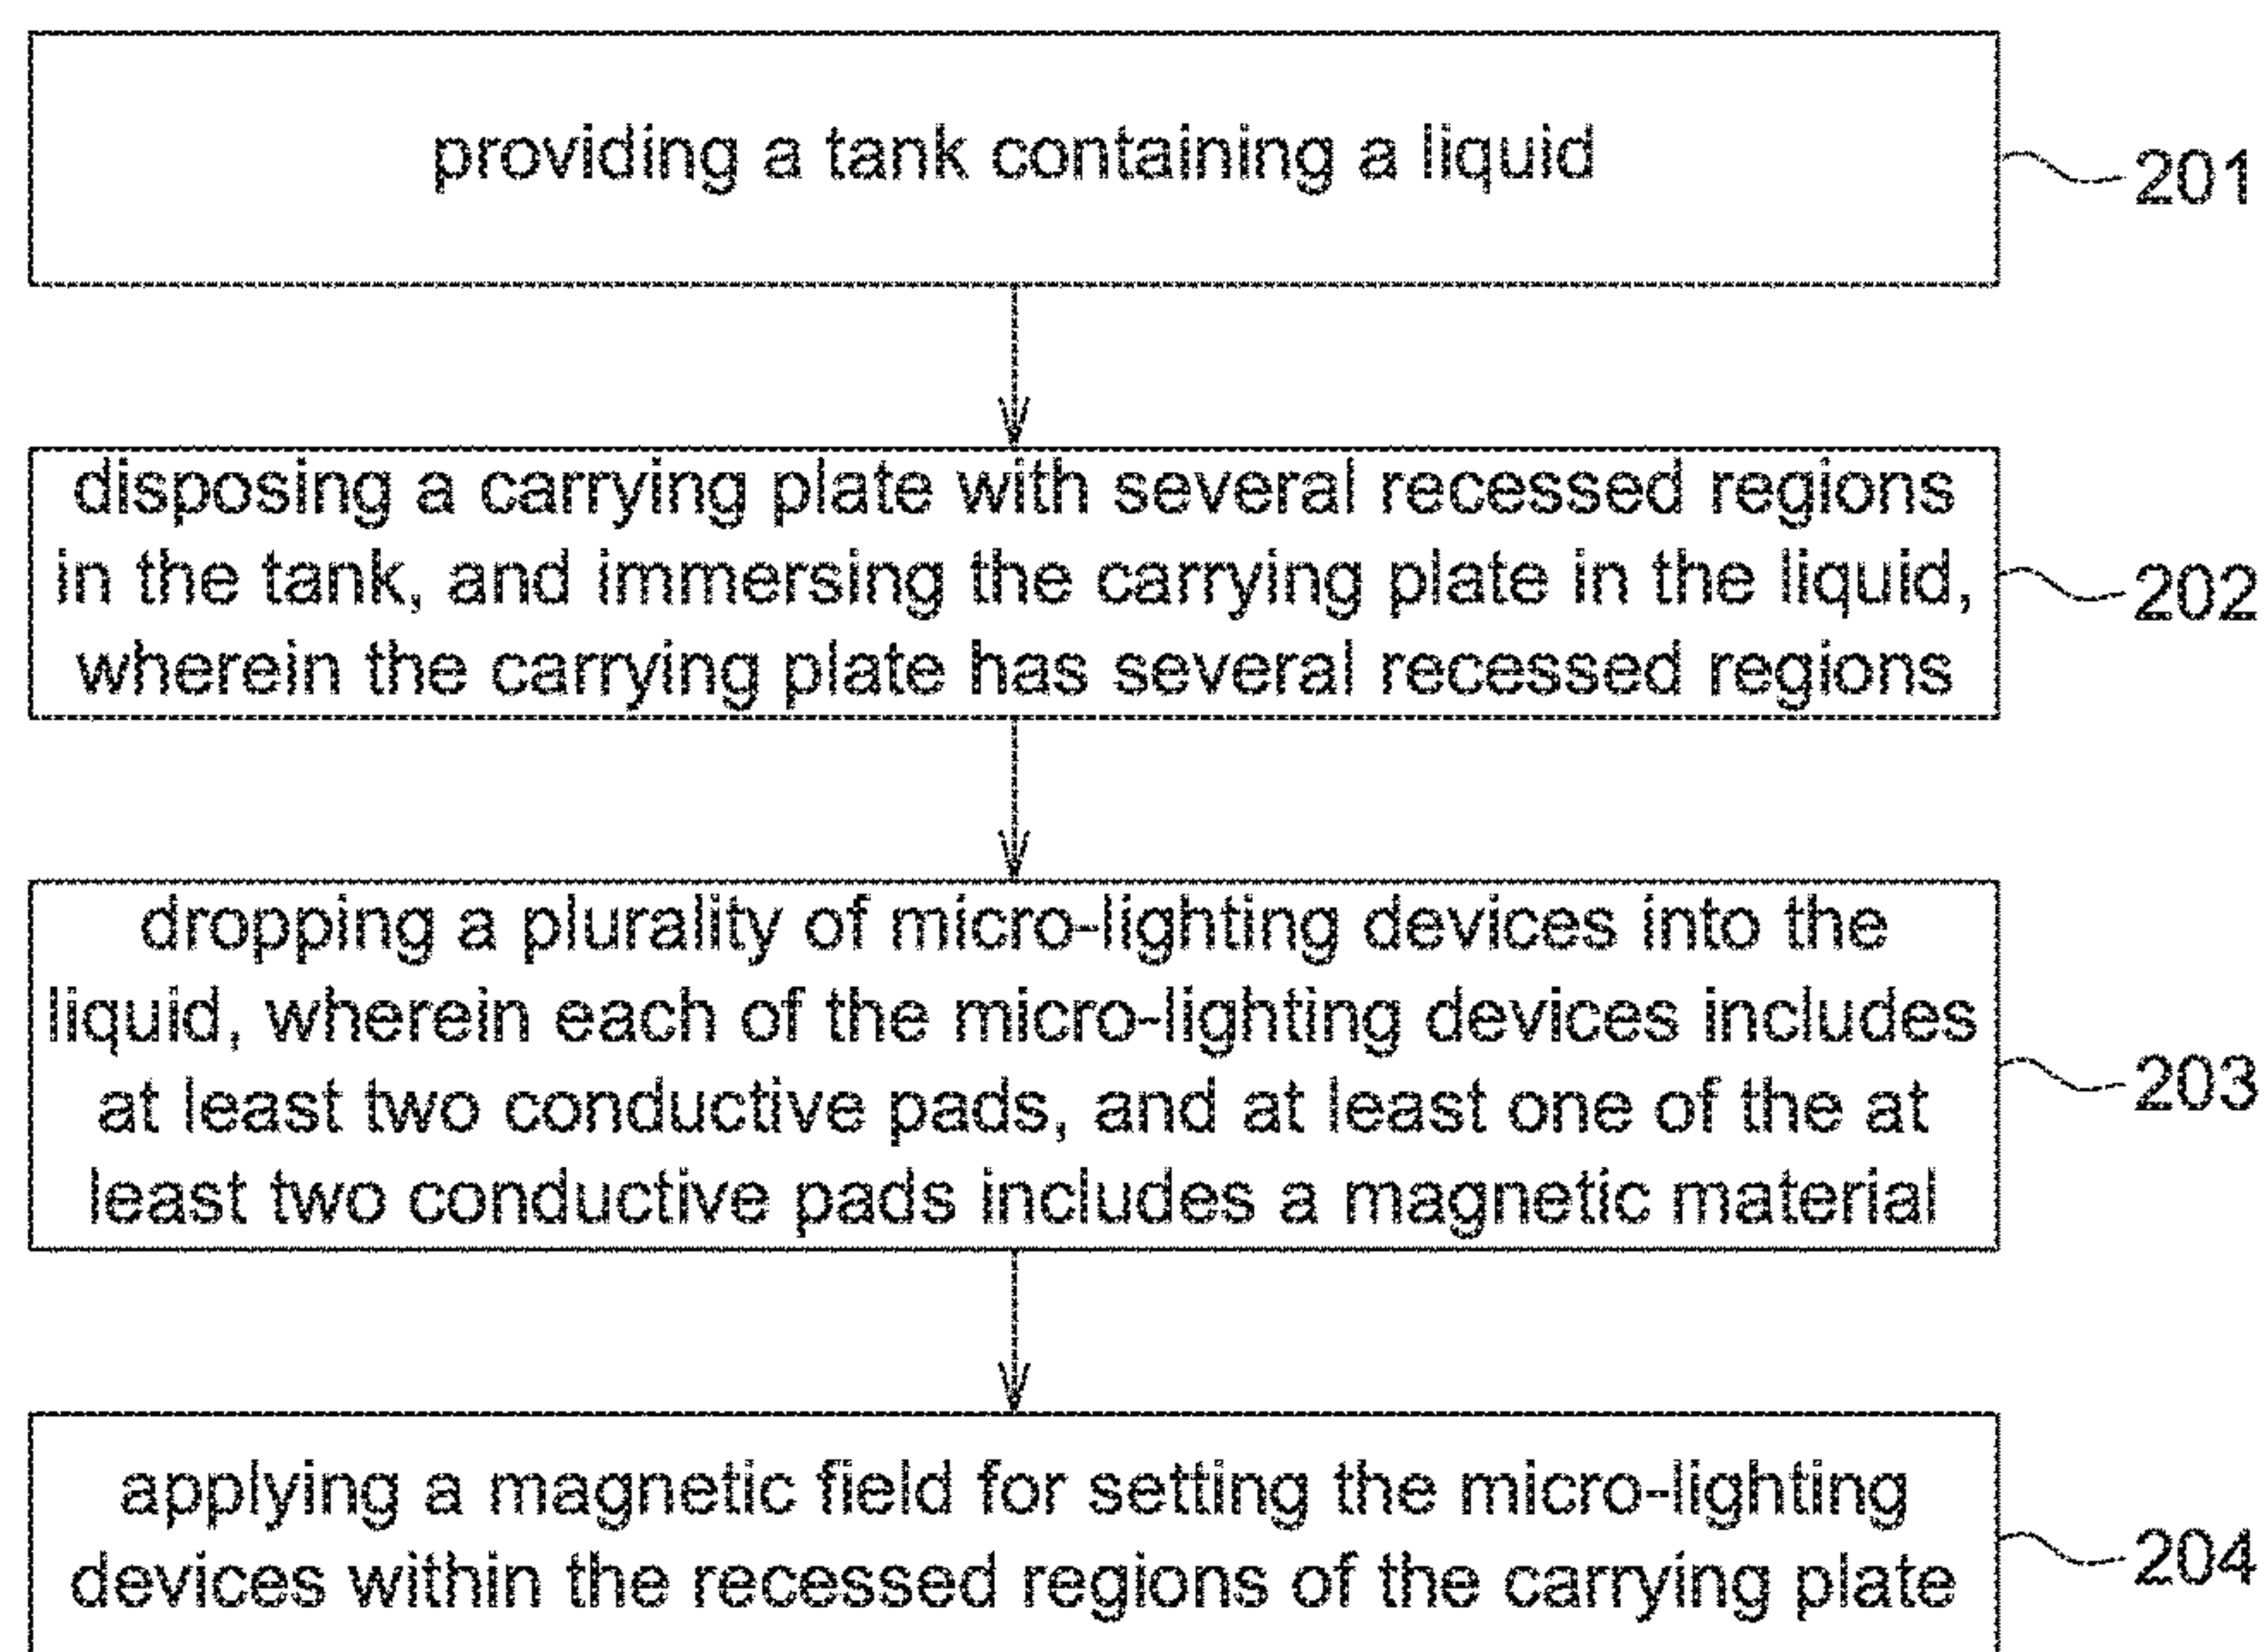 providing a tank containing a liquid
201
disposing a carrying plate with several recessed regions
in the tank, and immersing the carrying plate in the liquid,
wherein the carrying plate has several recessed regions
202
dropping a plurality of micro-lighting devices into the
liquid, wherein each of the micro-lighting devices includes
at least two conductive pads, and at least one of the at
least two conductive pads includes a magnetic material
203
applying a magnetic field for setting the micro-lighting
devices within the recessed regions of the carrying plate
204